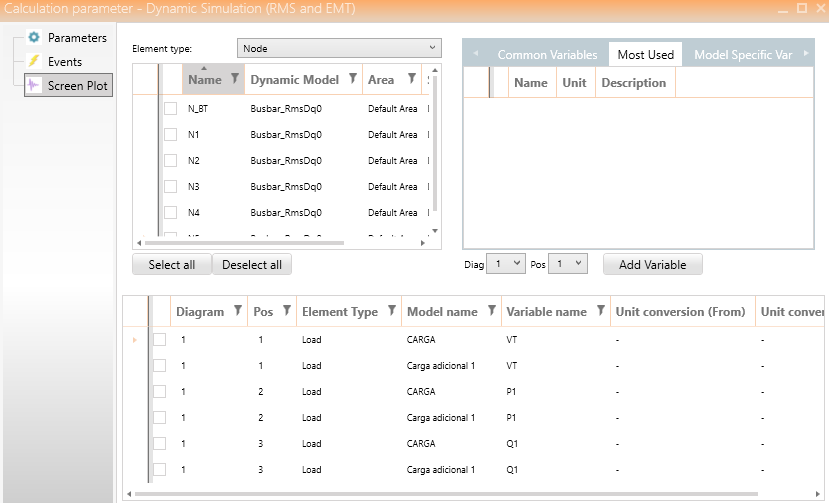 Calculation parameter - Dynamic Simulation (RMS and EMT)
Parameters
Events
Screen Plot
Element type: Node
Name Dynamic Model Area
N_BT Busbar_RmsDq0 Default Area
N1 Busbar_RmsDq0 Default Area
N2 Busbar_RmsDq0 Default Area
N3 Busbar_RmsDq0 Default Area
N4 Busbar_RmsDq0 Default Area
Select all Deselect all
Common Variables Most Used Model Specific Var
Name Unit Description
Diag 1 Pos 1 Add Variable
Diagram Pos Element Type Model name Variable name Unit conversion (From) Unit conver
1 1 Load CARGA VT - -
1 1 Load Carga adicional 1 VT - -
1 2 Load CARGA P1 - -
1 2 Load Carga adicional 1 P1 - -
1 3 Load CARGA Q1 - -
1 3 Load Carga adicional 1 Q1 - -